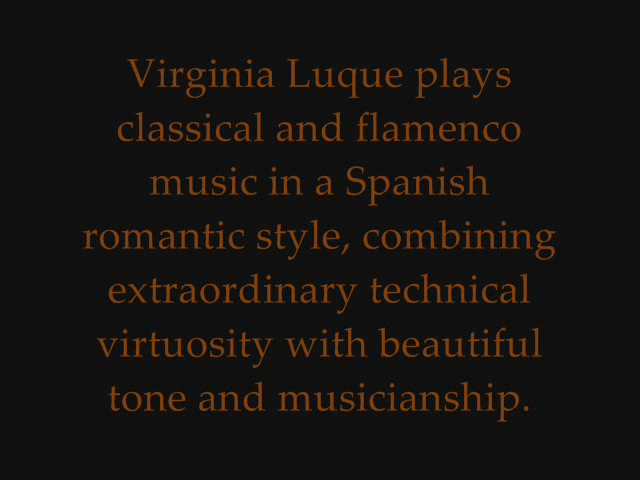 Virginia Luque plays
classical and flamenco
music in a Spanish
romantic style, combining
extraordinary technical
virtuosity with beautiful
tone and musicianship.